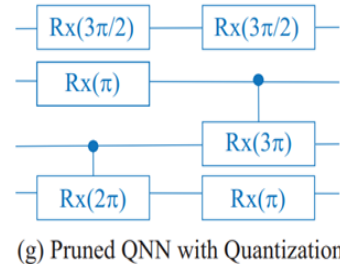 Rx(3π/2) Rx(3π/2)
Rx(π)
Rx(3π)
Rx(2π) Rx(π)
(g) Pruned QNN with Quantization